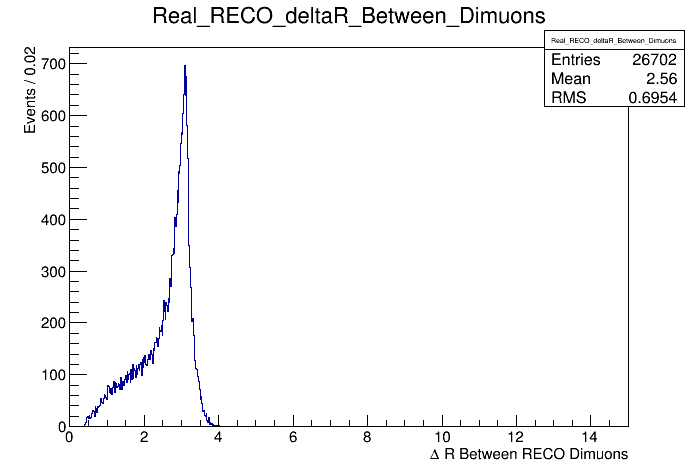 Real_RECO_deltaR_Between_Dimuons
Real_RECO_deltaR_Between_Dimuons
Entries 26702
Mean 2.56
RMS 0.6954
Events / 0.02
700
600
500
400
300
200
100
0
0 2 4 6 8 10 12 14
Δ R Between RECO Dimuons